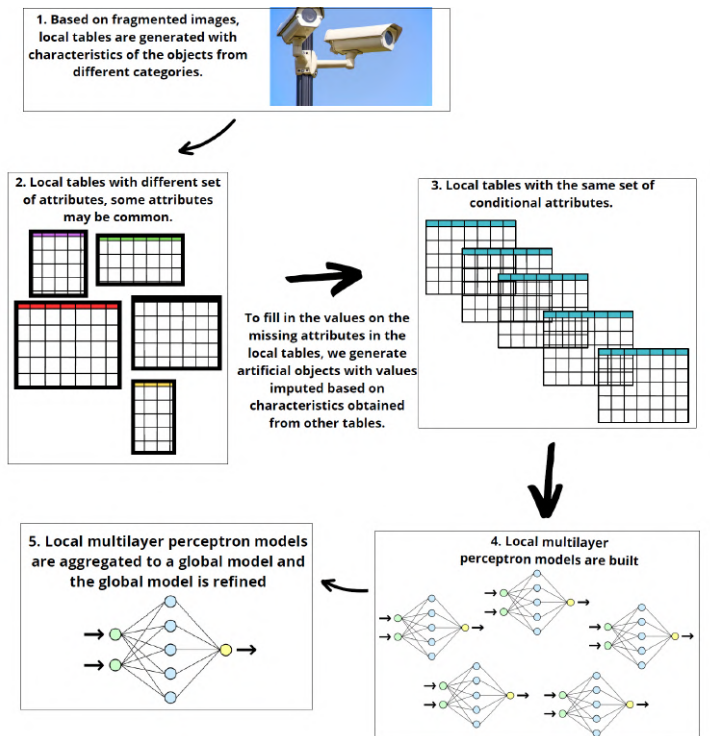 1. Based on fragmented images,
local tables are generated with
characteristics of the objects from
different categories.
2. Local tables with different set
of attributes, some attributes
may be common.
To fill in the values on the
missing attributes in the
local tables, we generate
artificial objects with values
imputed based on
characteristics obtained
from other tables.
3. Local tables with the same set of
conditional attributes.
4. Local multilayer
perceptron models are built
5. Local multilayer perceptron models
are aggregated to a global model and
the global model is refined